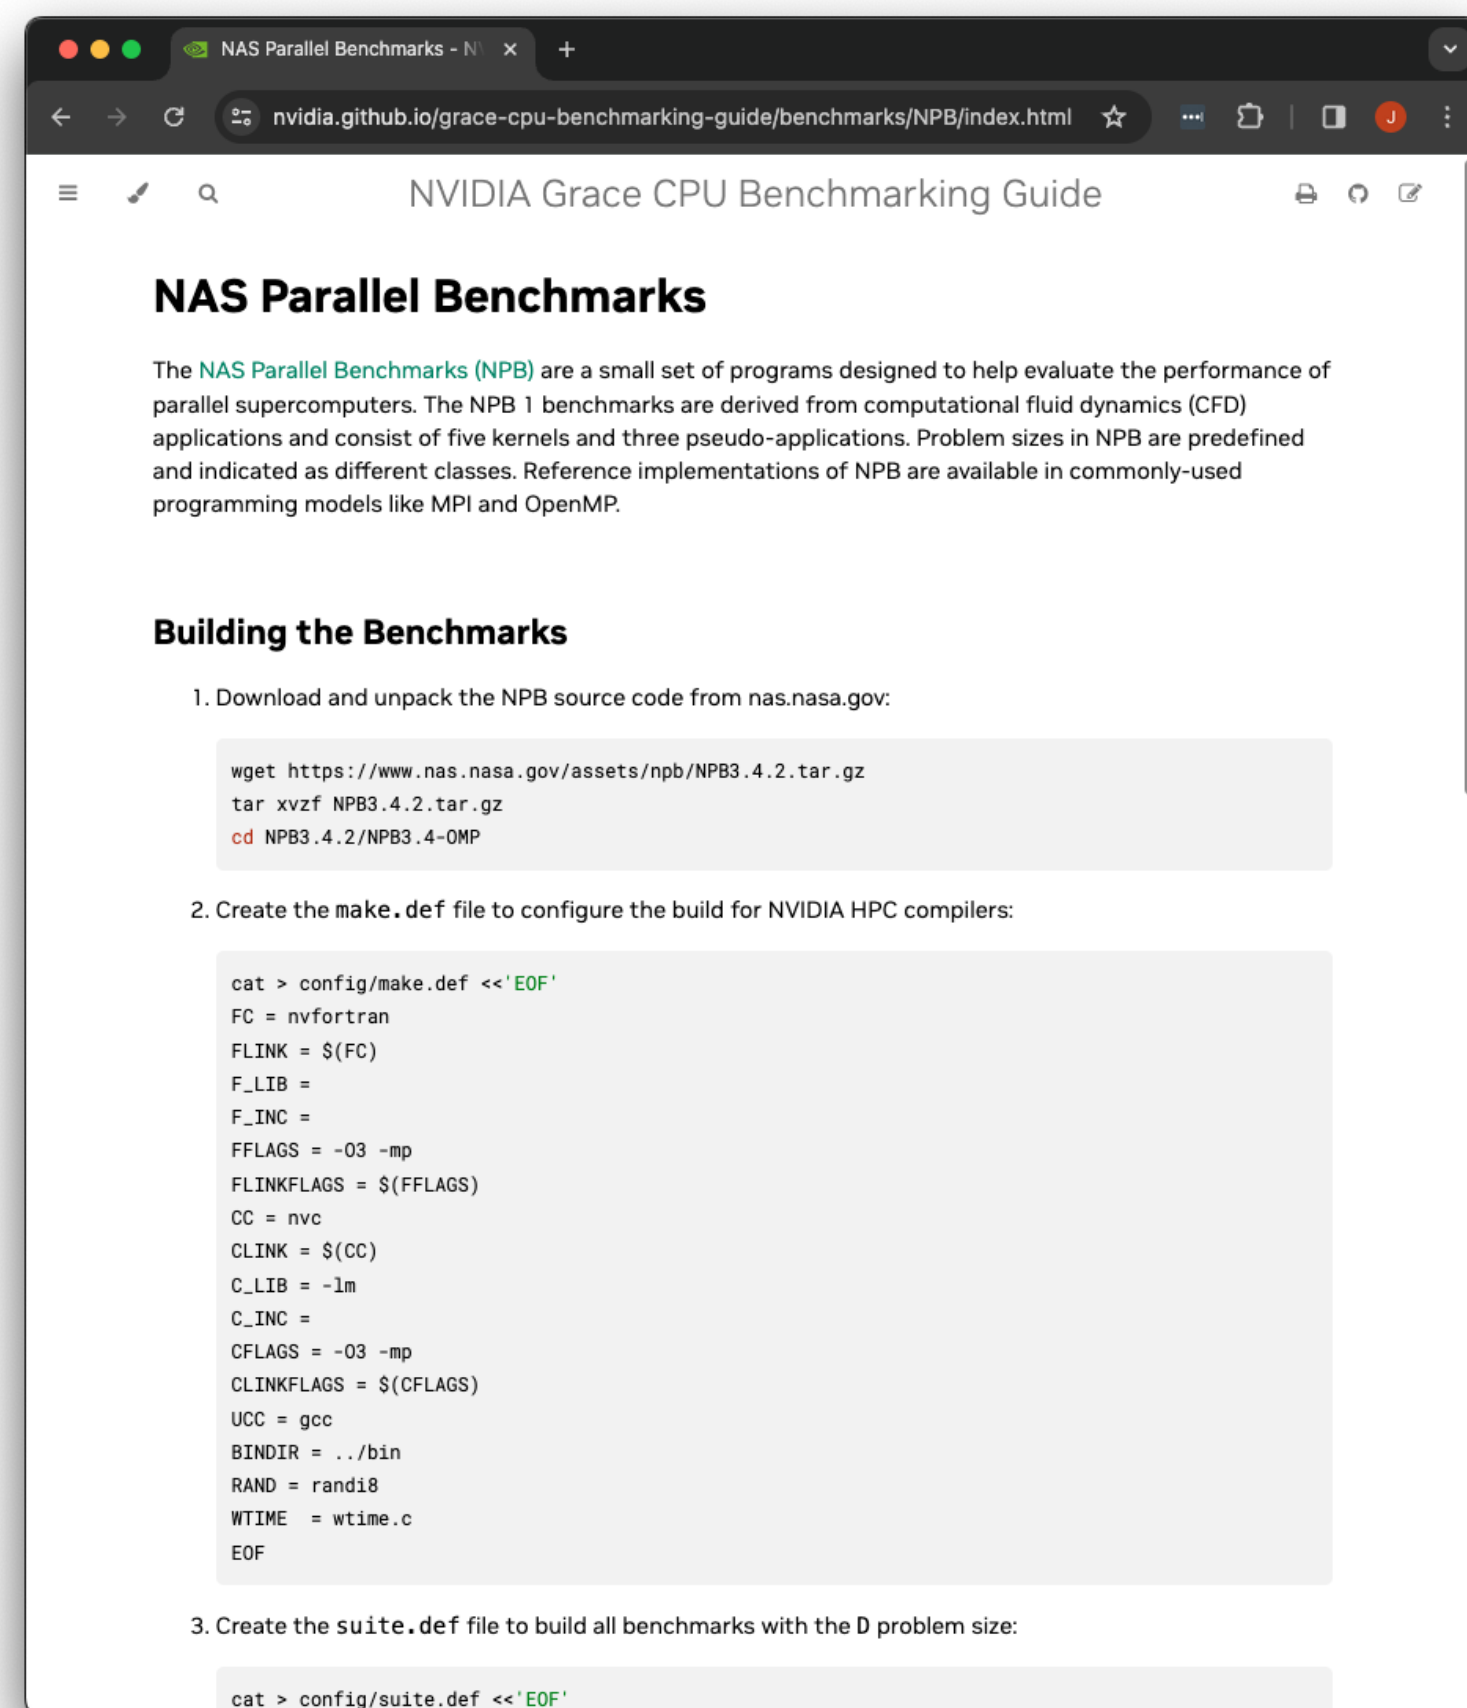 NAS Parallel Benchmarks - N
nvidia.github.io/grace-cpu-benchmarking-guide/benchmarks/NPB/index.html
J
NVIDIA Grace CPU Benchmarking Guide
NAS Parallel Benchmarks
The NAS Parallel Benchmarks (NPB) are a small set of programs designed to help evaluate the performance of
parallel supercomputers. The NPB 1 benchmarks are derived from computational fluid dynamics (CFD)
applications and consist of five kernels and three pseudo-applications. Problem sizes in NPB are predefined
and indicated as different classes. Reference implementations of NPB are available in commonly-used
programming models like MPI and OpenMP.
Building the Benchmarks
1. Download and unpack the NPB source code from nas.nasa.gov:
wget https://www.nas.nasa.gov/assets/npb/NPB3.4.2.tar.gz
tar xvzf NPB3.4.2.tar.gz
cd NPB3.4.2/NPB3.4-OMP
2. Create the make.def file to configure the build for NVIDIA HPC compilers:
cat > config/make.def <<'EOF'
FC = nvfortran
FLINK = $(FC)
F_LIB =
F_INC =
FFLAGS = -O3 -mp
FLINKFLAGS = $(FFLAGS)
CC = nvc
CLINK = $(CC)
C_LIB = -lm
C_INC =
CFLAGS = -O3 -mp
CLINKFLAGS = $(CFLAGS)
UCC = gcc
BINDIR = ../bin
RAND = randi8
WTIME  = wtime.c
EOF
3. Create the suite.def file to build all benchmarks with the D problem size:
cat > config/suite.def <<'EOF'